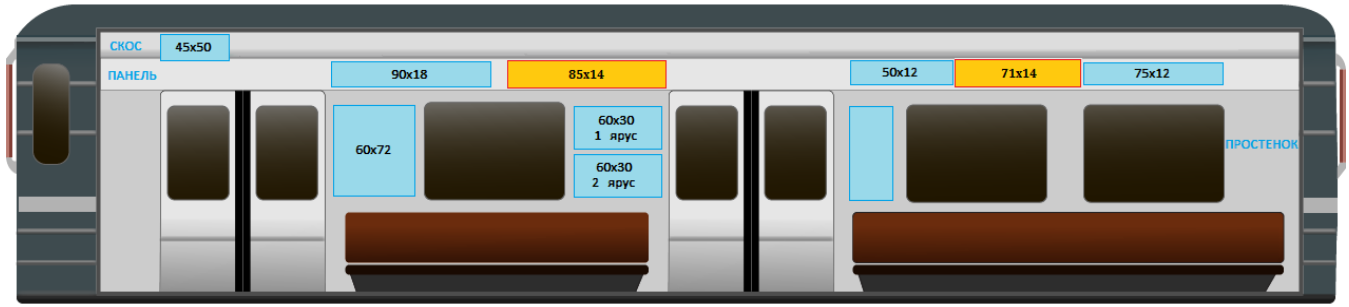 СКОС 45x50
ПАНЕЛЬ 90x18 85x14 50x12 71x14 75x12
60x72
60x30
1 ярус
60x30
2 ярус
ПРОСТЕНОК